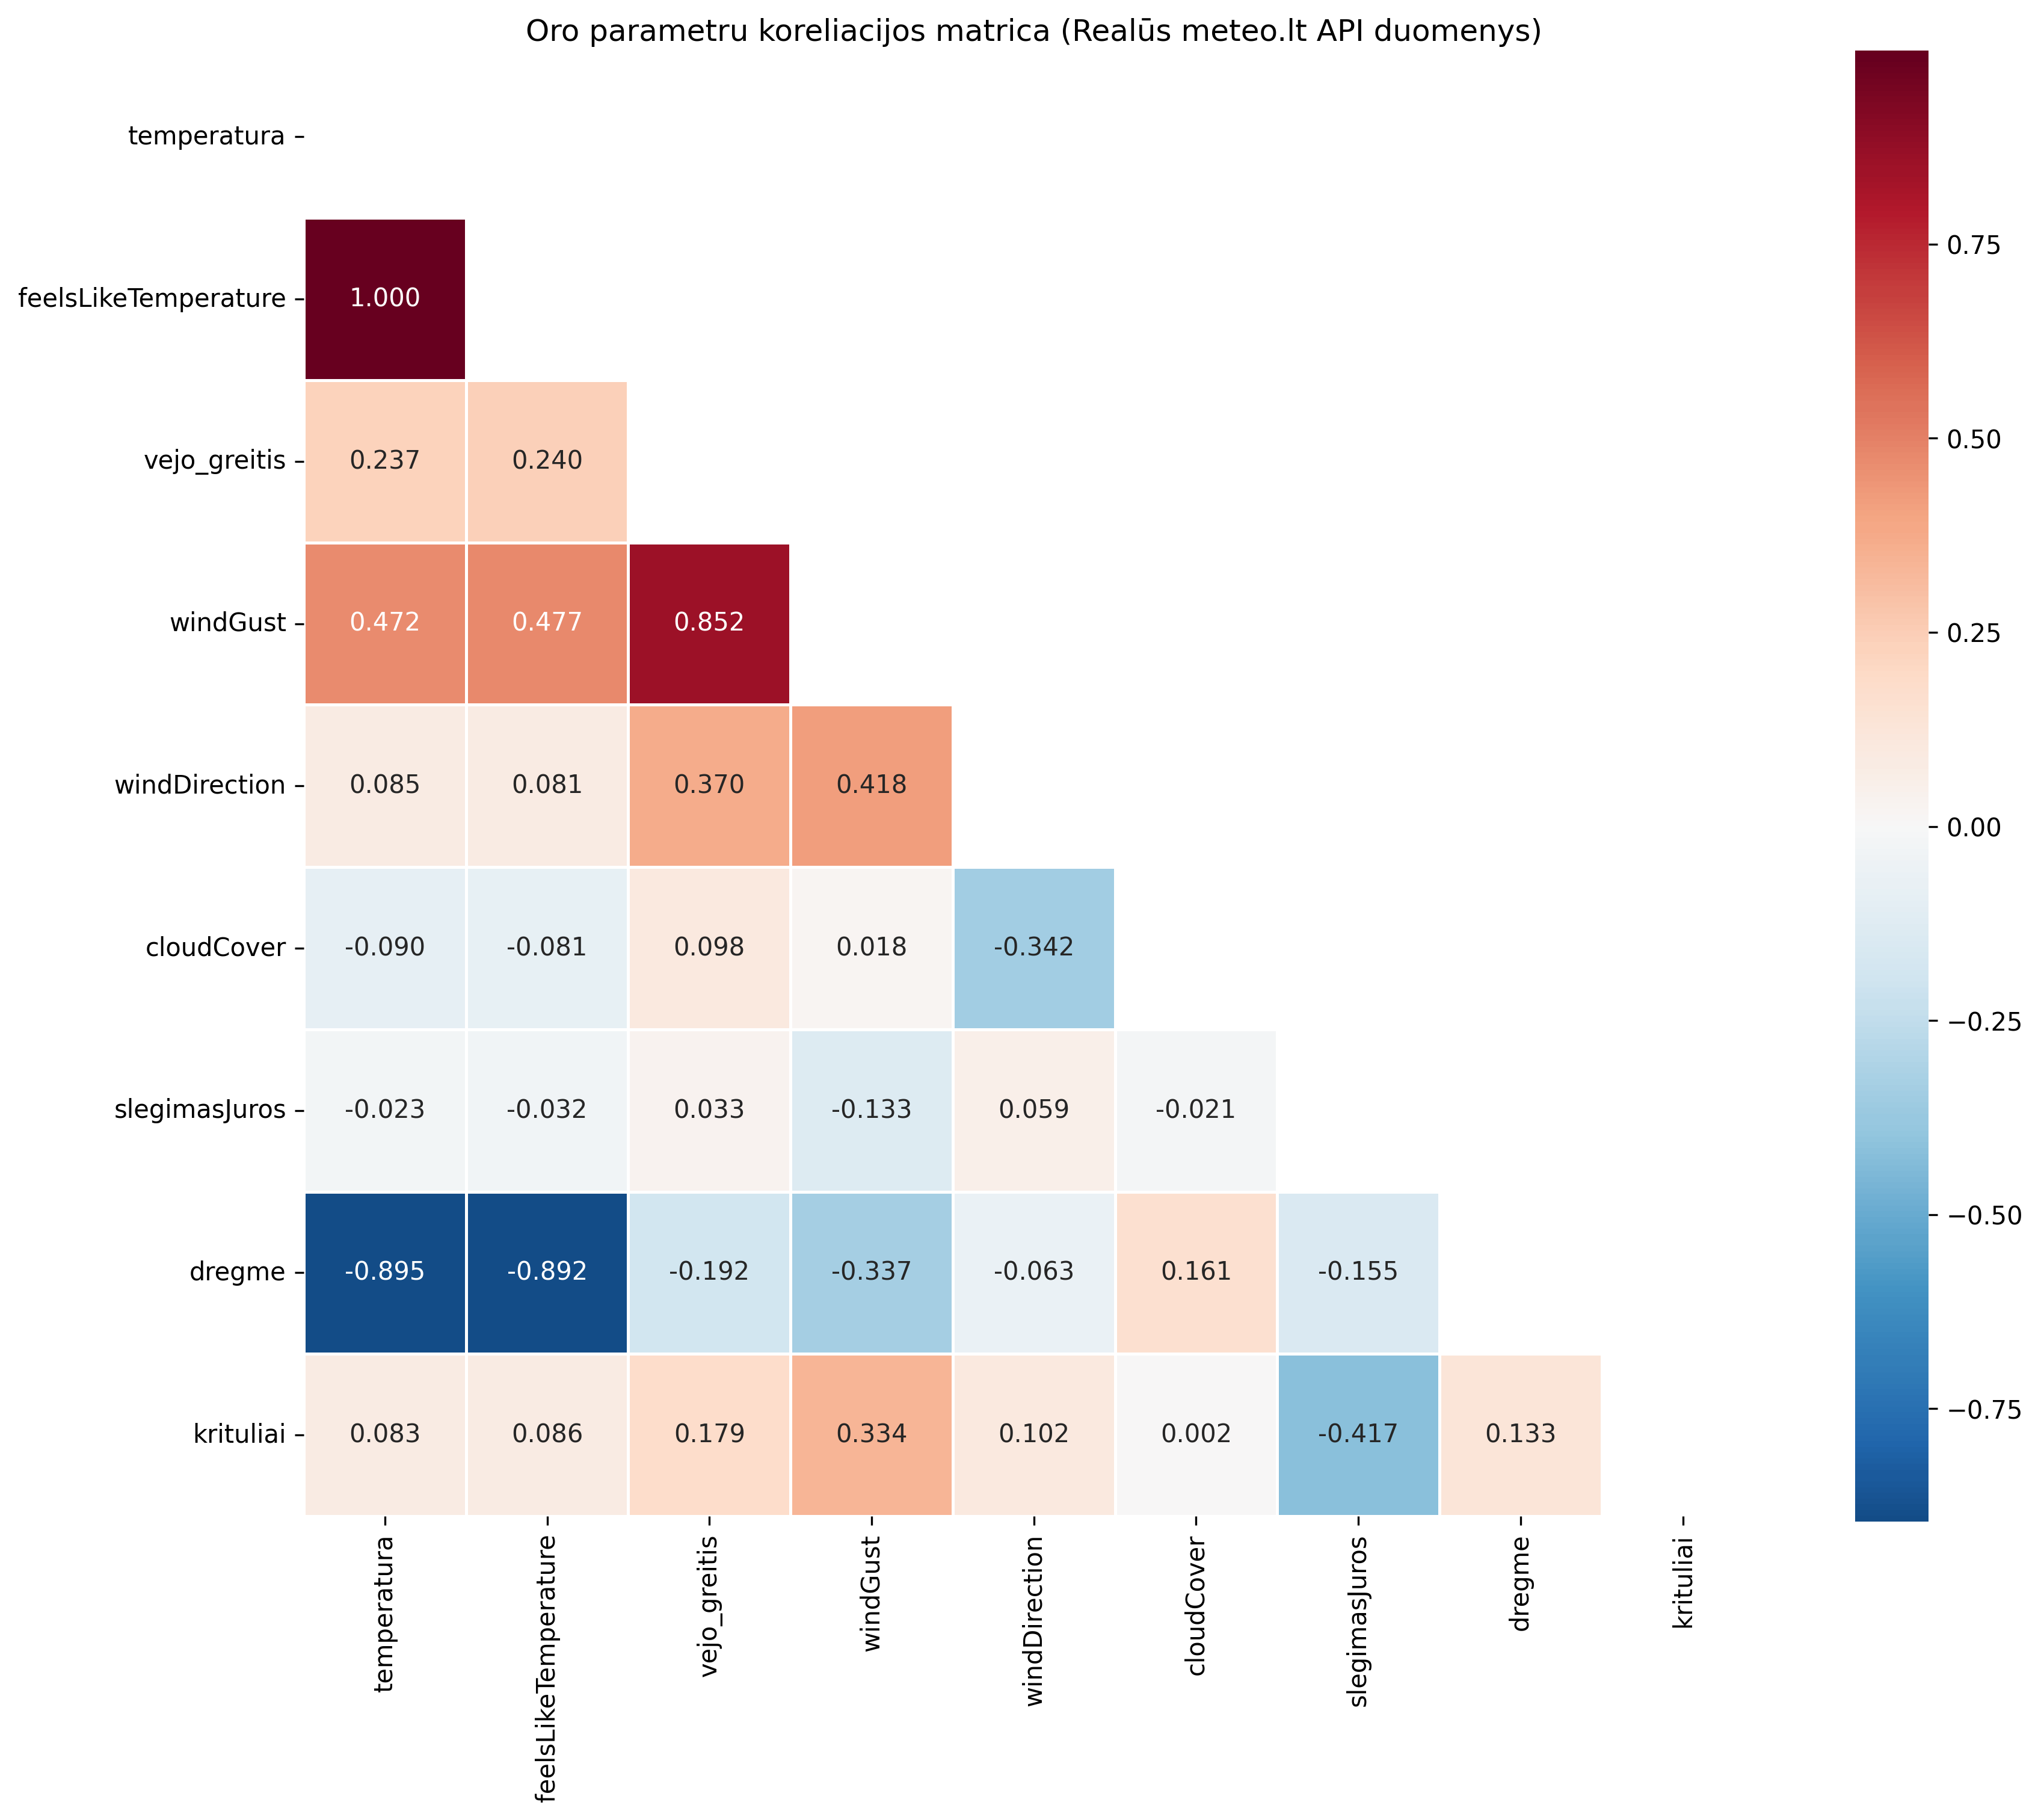 Oro parametru koreliacijos matrica (Realūs meteo.lt API duomenys)
temperatura
feelsLikeTemperature 1.000
vejo_greitis 0.237 0.240
windGust 0.472 0.477 0.852
windDirection 0.085 0.081 0.370 0.418
cloudCover -0.090 -0.081 0.098 0.018 -0.342
slegimasJuros -0.023 -0.032 0.033 -0.133 0.059 -0.021
dregme -0.895 -0.892 -0.192 -0.337 -0.063 0.161 -0.155
krituliai 0.083 0.086 0.179 0.334 0.102 0.002 -0.417 0.133
temperatura
feelsLikeTemperature
vejo_greitis
windGust
windDirection
cloudCover
slegimasJuros
dregme
krituliai
0.75
0.50
0.25
0.00
−0.25
−0.50
−0.75